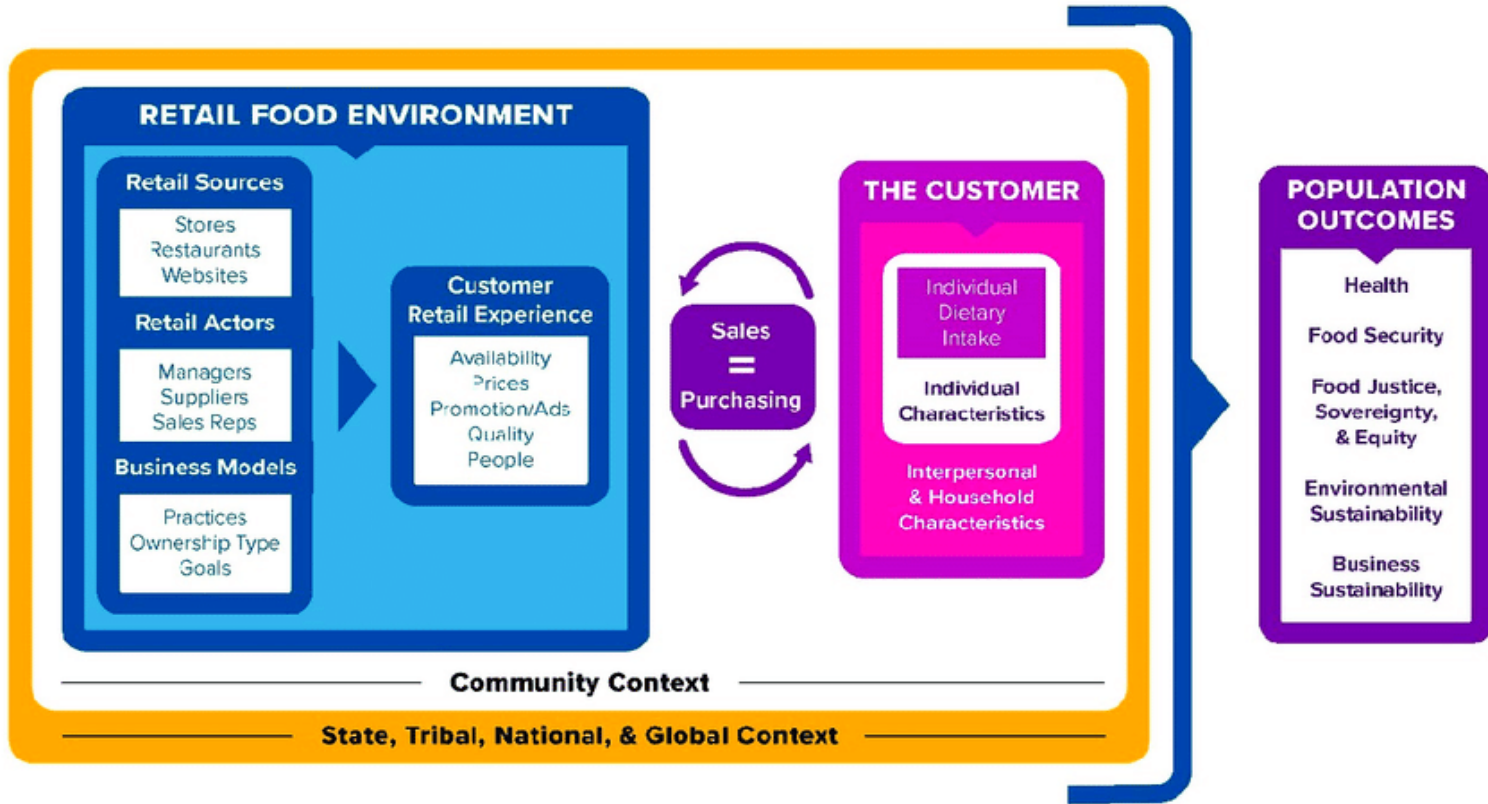 RETAIL FOOD ENVIRONMENT
Retail Sources
Stores
Restaurants
Websites
Retail Actors
Managers
Suppliers
Sales Reps
Business Models
Practices
Ownership Type
Goals
Customer
Retail Experience
Availability
Prices
Promotion/Ads
Quality
People
Sales
=
Purchasing
THE CUSTOMER
Individual
Dietary
Intake
Individual
Characteristics
Interpersonal
& Household
Characteristics
Community Context
State, Tribal, National, & Global Context
POPULATION
OUTCOMES
Health
Food Security
Food Justice,
Sovereignty,
& Equity
Environmental
Sustainability
Business
Sustainability